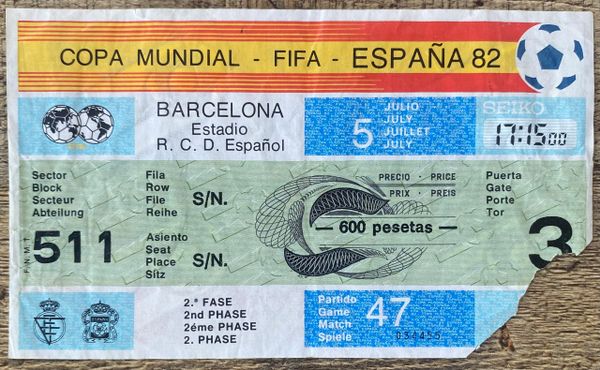 COPA MUNDIAL - FIFA - ESPAÑA 82
BARCELONA
Estadio
R. C. D. Español
5
JULIO
JULY
JUILLET
JULY
SEIKO
17:15 00
Sector
Block
Secteur
Abteilung
511
Fila
Row
File
Reihe
S/N.
Asiento
Seat
Place
Sitz
S/N.
PRECIO · PRICE
PRIX · PREIS
600 pesetas
Puerta
Gate
Porte
Tor
3
F.N.M.T.
2.ª FASE
2nd PHASE
2éme PHASE
2. PHASE
Partido
Game
Match
Spiele
47